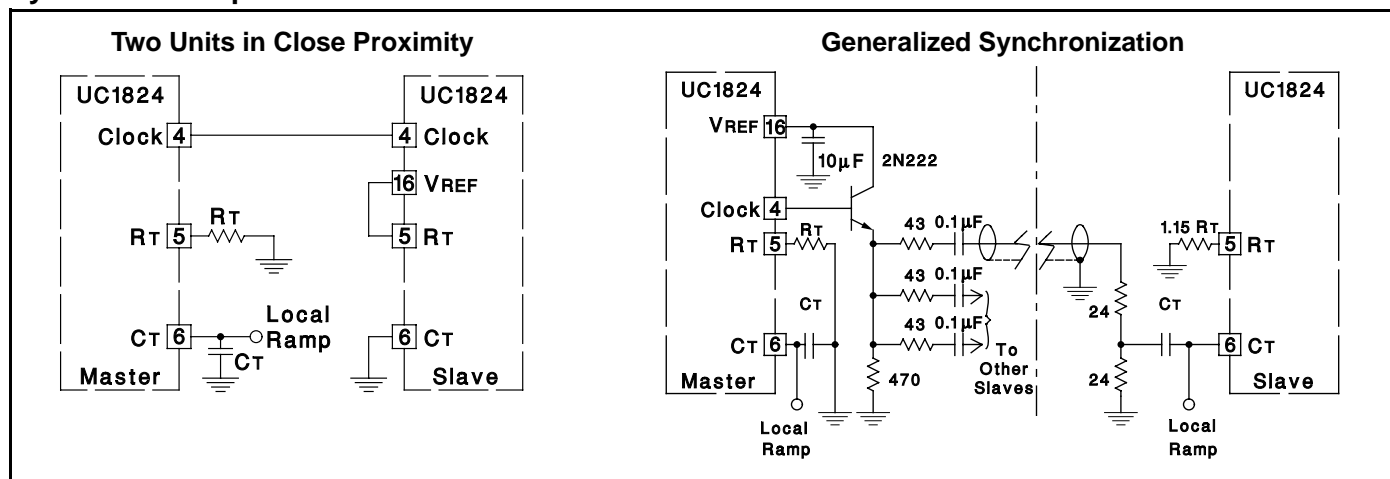 Two Units in Close Proximity
UC1824
UC1824
Clock 4
4 Clock
16 VREF
RT 5
RT
5 RT
CT 6
Local
Ramp
CT
6 CT
Master
Slave
Generalized Synchronization
UC1824
UC1824
VREF 16
10µF
2N222
Clock 4
RT 5
RT
43 0.1µF
1.15 RT
5 RT
43 0.1µF
CT
43 0.1µF
24
CT
CT 6
6 CT
To
Other
Slaves
Master
470
24
Slave
Local
Ramp
Local
Ramp